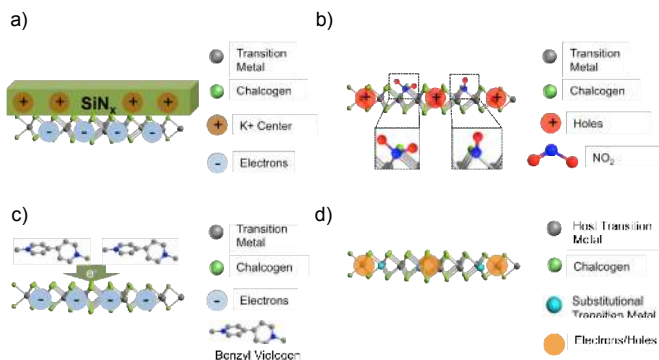 a)
Transition
Metal
Chalcogen
SiNx
K+ Center
Electrons
b)
Transition
Metal
Chalcogen
Holes
NO2
c)
Transition
Metal
Chalcogen
e-
Electrons
Benzyl Viologen
d)
Host Transition
Metal
Chalcogen
Substitutional
Transition Metal
Electrons/Holes